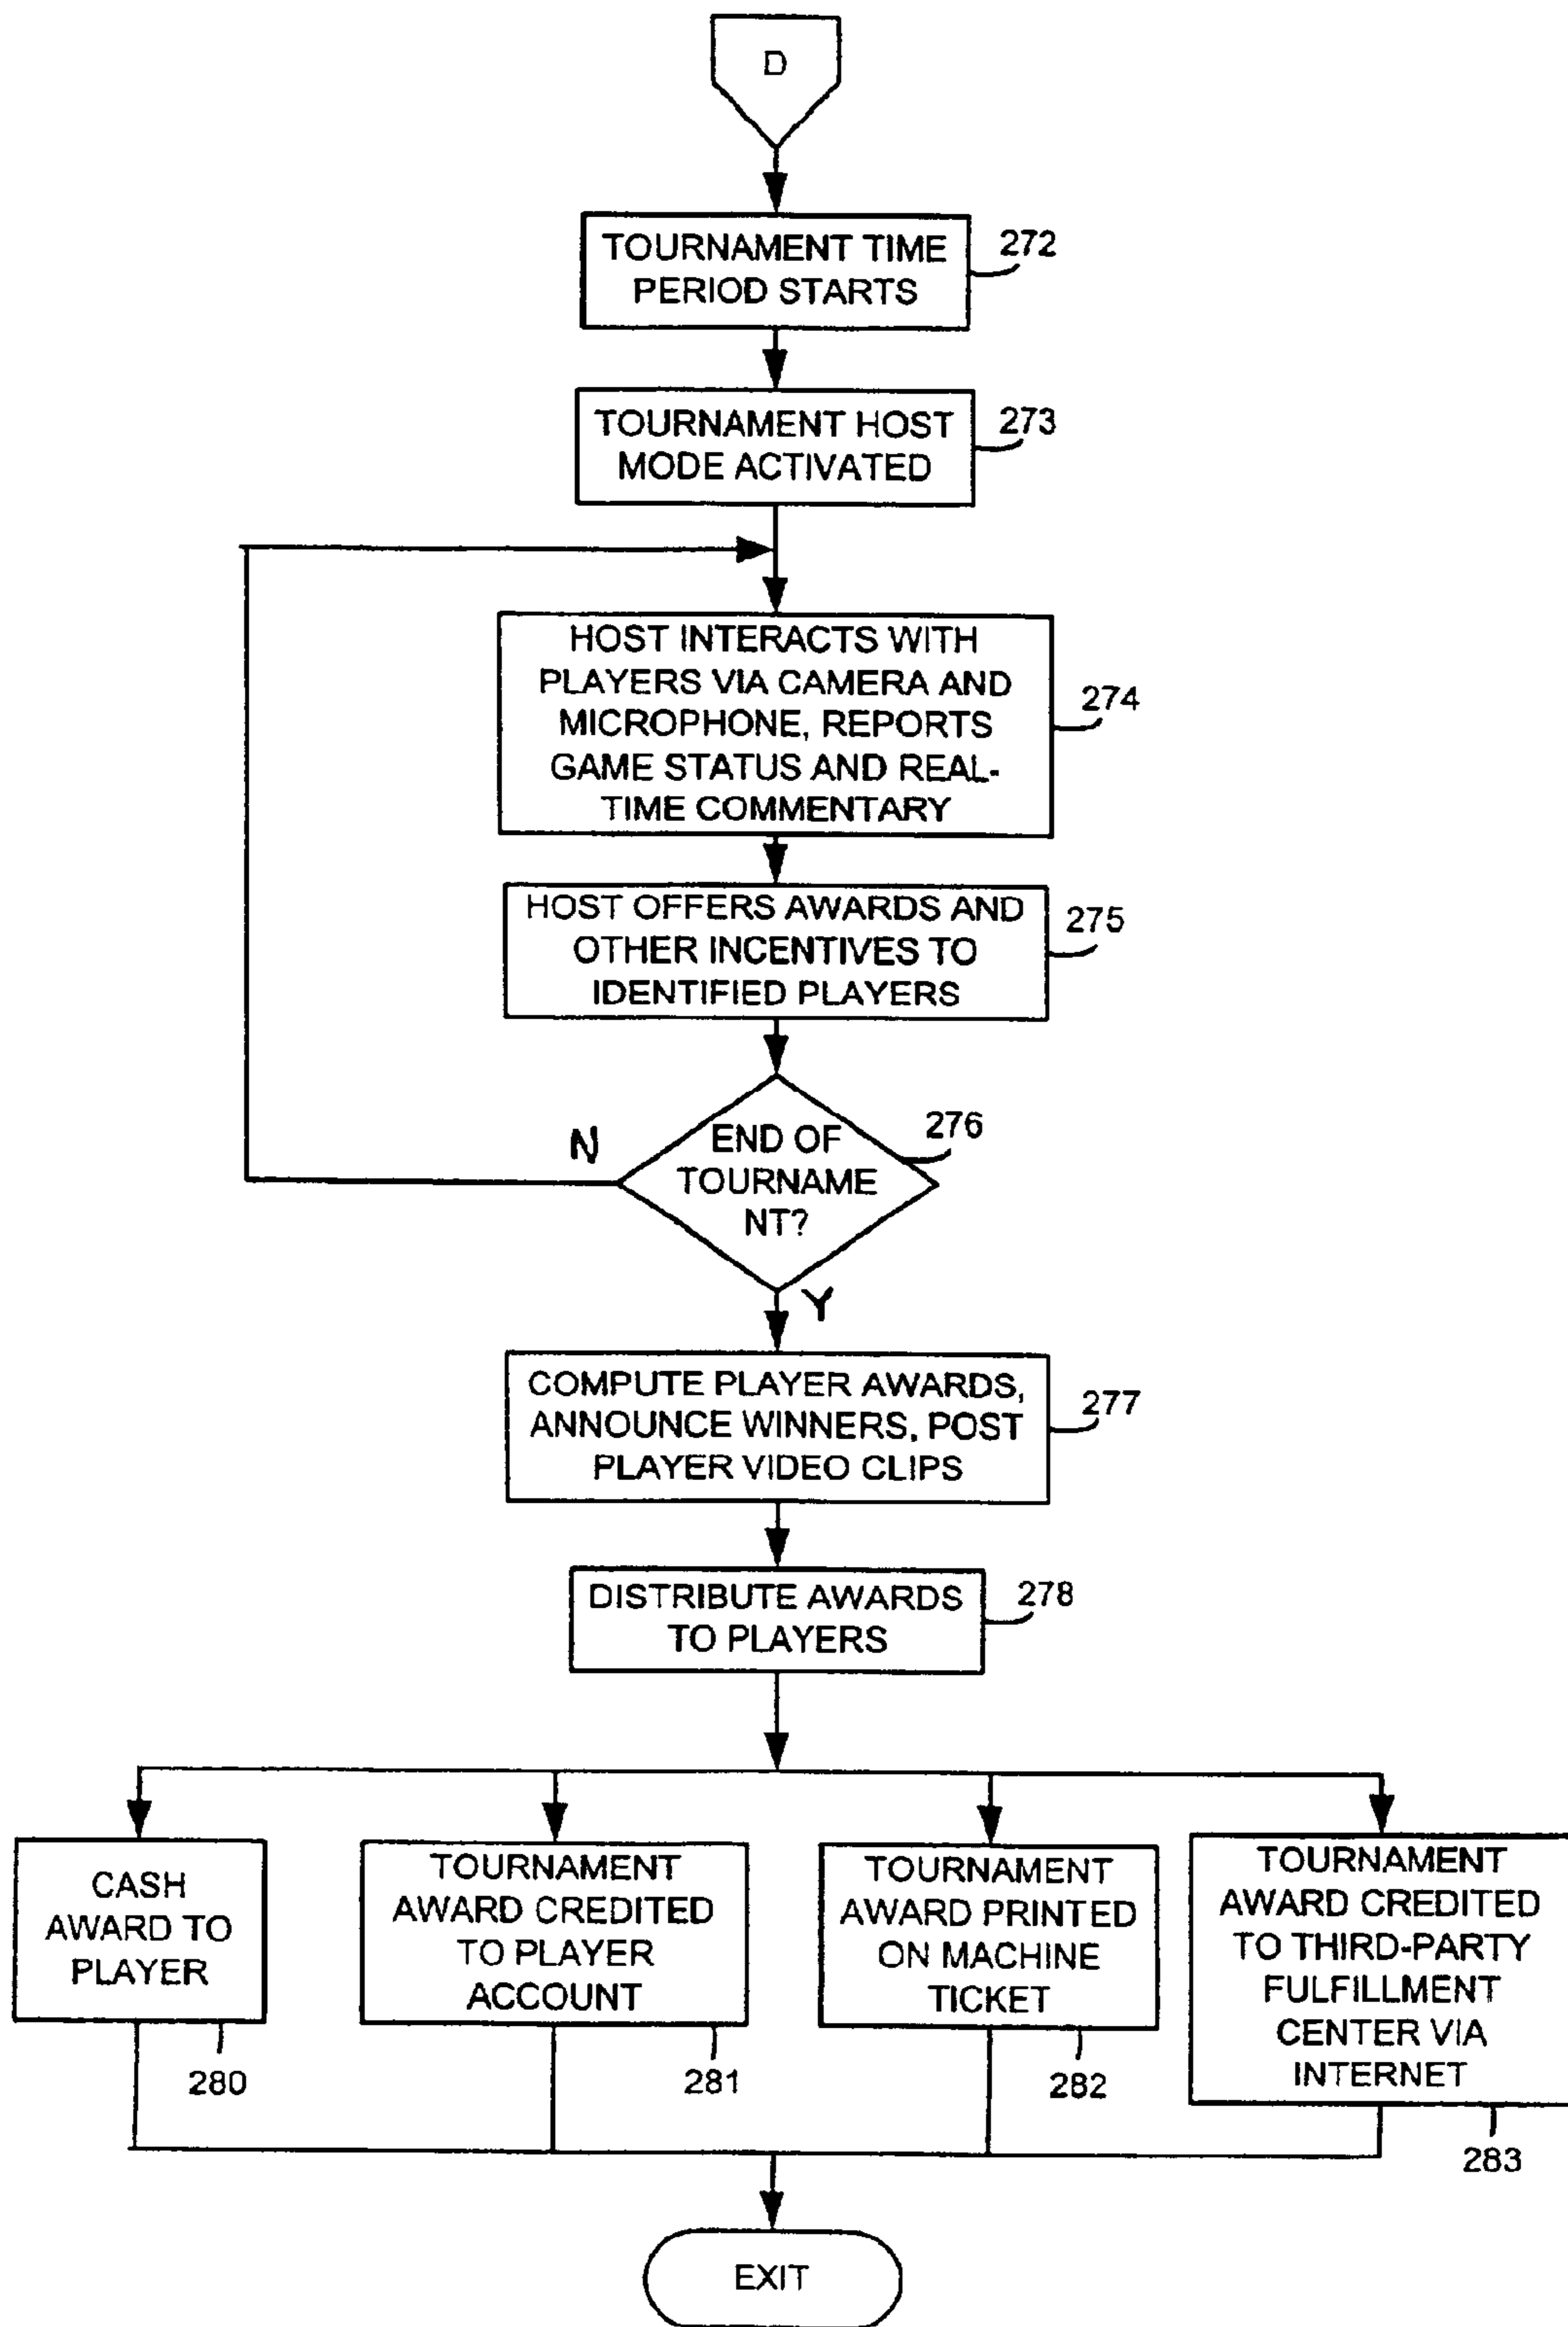 D
TOURNAMENT TIME
PERIOD STARTS
272
TOURNAMENT HOST
MODE ACTIVATED
273
HOST INTERACTS WITH
PLAYERS VIA CAMERA AND
MICROPHONE, REPORTS
GAME STATUS AND REAL-
TIME COMMENTARY
274
HOST OFFERS AWARDS AND
OTHER INCENTIVES TO
IDENTIFIED PLAYERS
275
END OF
TOURNAME
NT?
276
N
Y
COMPUTE PLAYER AWARDS,
ANNOUNCE WINNERS, POST
PLAYER VIDEO CLIPS
277
DISTRIBUTE AWARDS
TO PLAYERS
278
CASH
AWARD TO
PLAYER
280
TOURNAMENT
AWARD CREDITED
TO PLAYER
ACCOUNT
281
TOURNAMENT
AWARD PRINTED
ON MACHINE
TICKET
282
TOURNAMENT
AWARD CREDITED
TO THIRD-PARTY
FULFILLMENT
CENTER VIA
INTERNET
283
EXIT